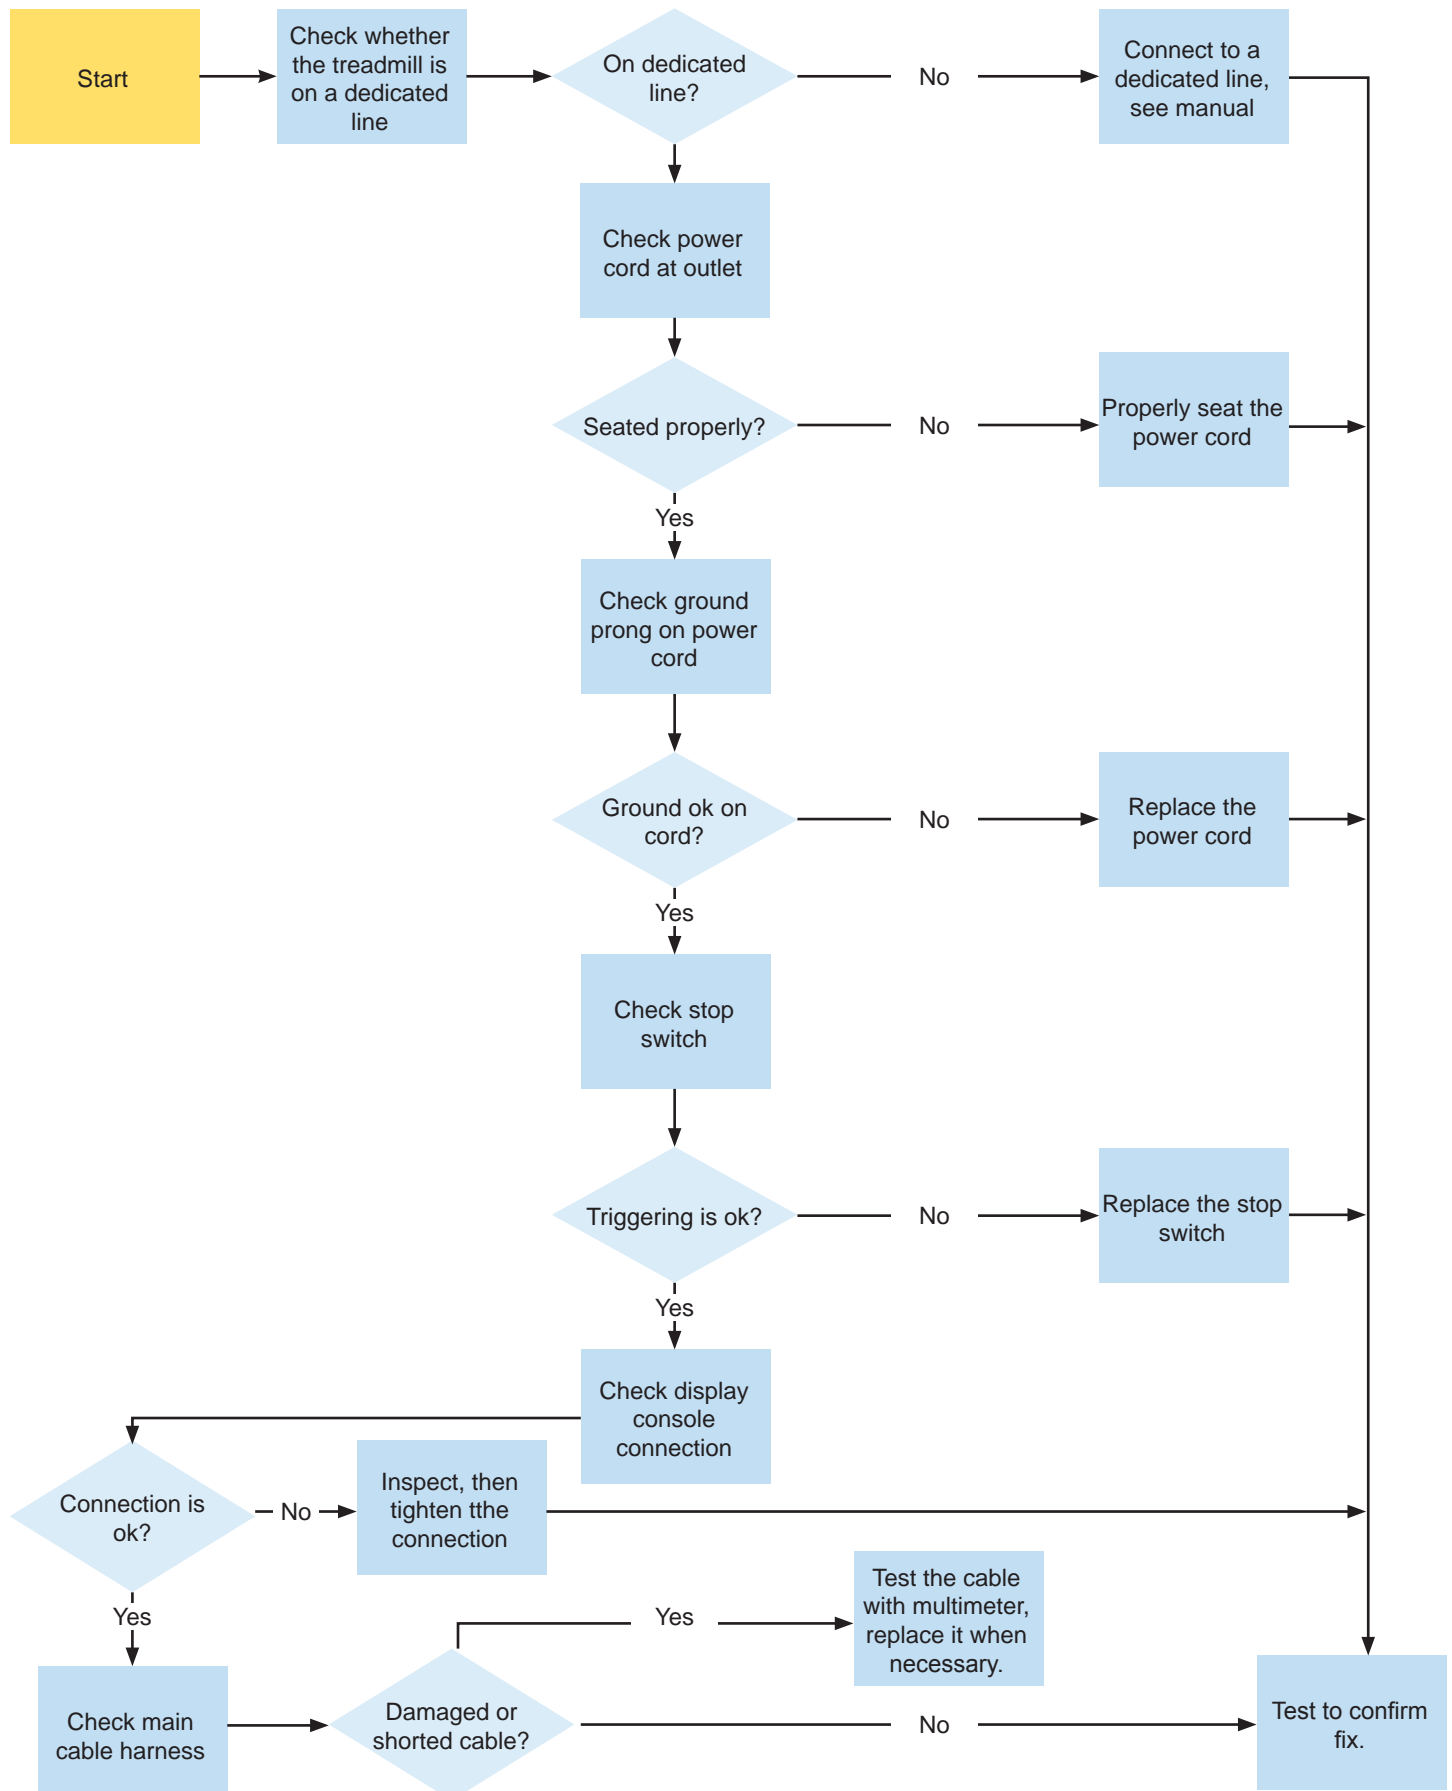 Start
Check whether
the treadmill is
on a dedicated
line
On dedicated
line?
No
Connect to a
dedicated line,
see manual
Check power
cord at outlet
Seated properly?
No
Properly seat the
power cord
Yes
Check ground
prong on power
cord
Ground ok on
cord?
No
Replace the
power cord
Yes
Check stop
switch
Triggering is ok?
No
Replace the stop
switch
Yes
Check display
console
connection
Connection is
ok?
No
Inspect, then
tighten tthe
connection
Yes
Check main
cable harness
Damaged or
shorted cable?
Yes
Test the cable
with multimeter,
replace it when
necessary.
No
Test to confirm
fix.